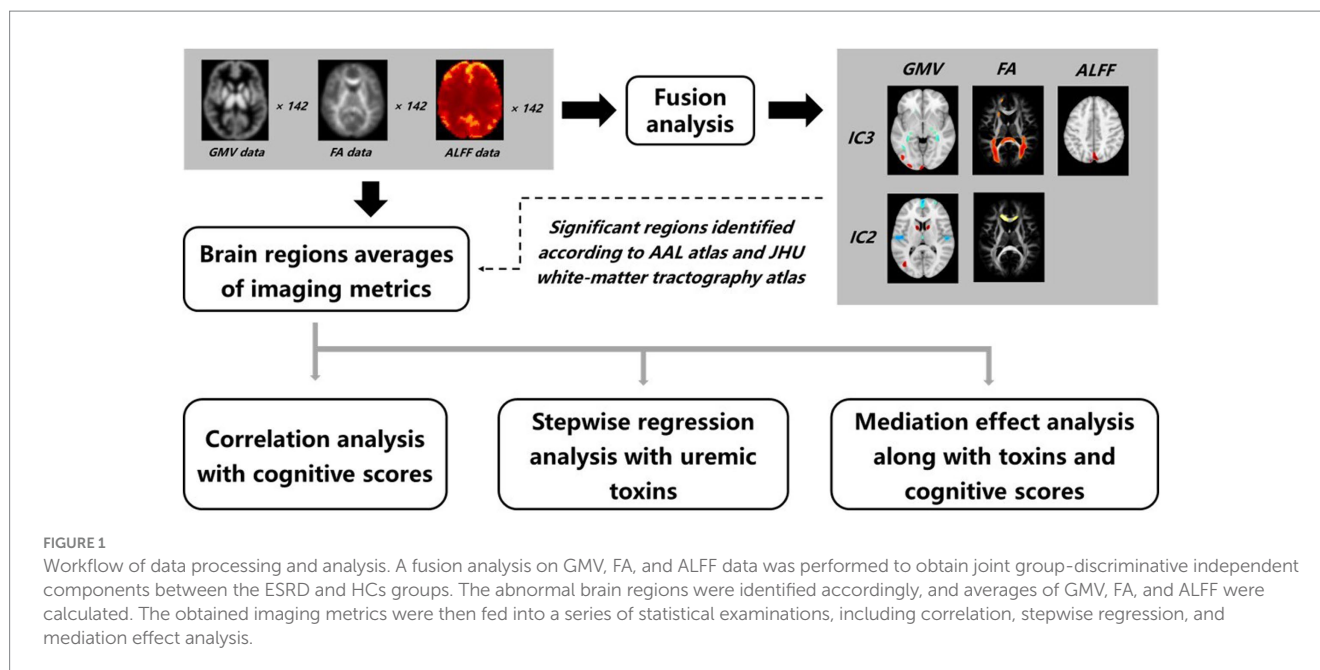 × 142
× 142
× 142
GMV data
FA data
ALFF data
Fusion
analysis
GMV
FA
ALFF
IC3
IC2
Significant regions identified
according to AAL atlas and JHU
white-matter tractography atlas
Brain regions averages
of imaging metrics
Correlation analysis
with cognitive scores
Stepwise regression
analysis with uremic
toxins
Mediation effect analysis
along with toxins and
cognitive scores
FIGURE 1
Workflow of data processing and analysis. A fusion analysis on GMV, FA, and ALFF data was performed to obtain joint group-discriminative independent
components between the ESRD and HCs groups. The abnormal brain regions were identified accordingly, and averages of GMV, FA, and ALFF were
calculated. The obtained imaging metrics were then fed into a series of statistical examinations, including correlation, stepwise regression, and
mediation effect analysis.